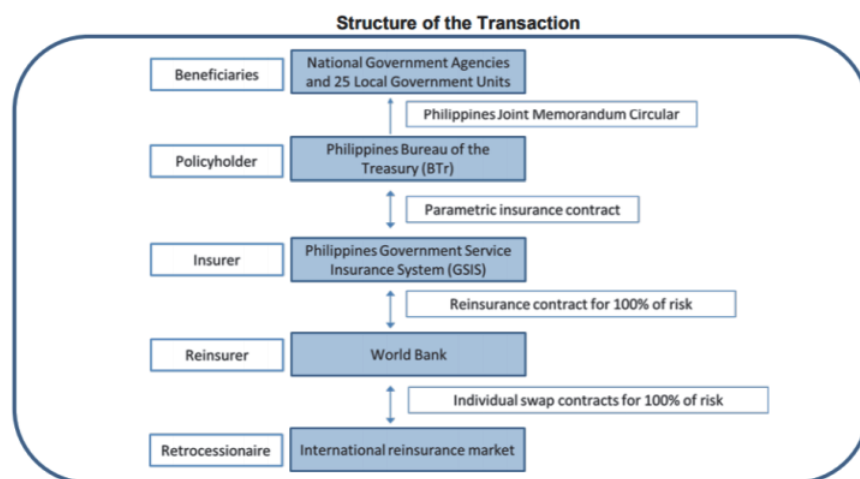 Structure of the Transaction
Beneficiaries
National Government Agencies
and 25 Local Government Units
Philippines Joint Memorandum Circular
Policyholder
Philippines Bureau of the
Treasury (BTr)
Parametric insurance contract
Insurer
Philippines Government Service
Insurance System (GSIS)
Reinsurance contract for 100% of risk
Reinsurer
World Bank
Individual swap contracts for 100% of risk
Retrocessionaire
International reinsurance market